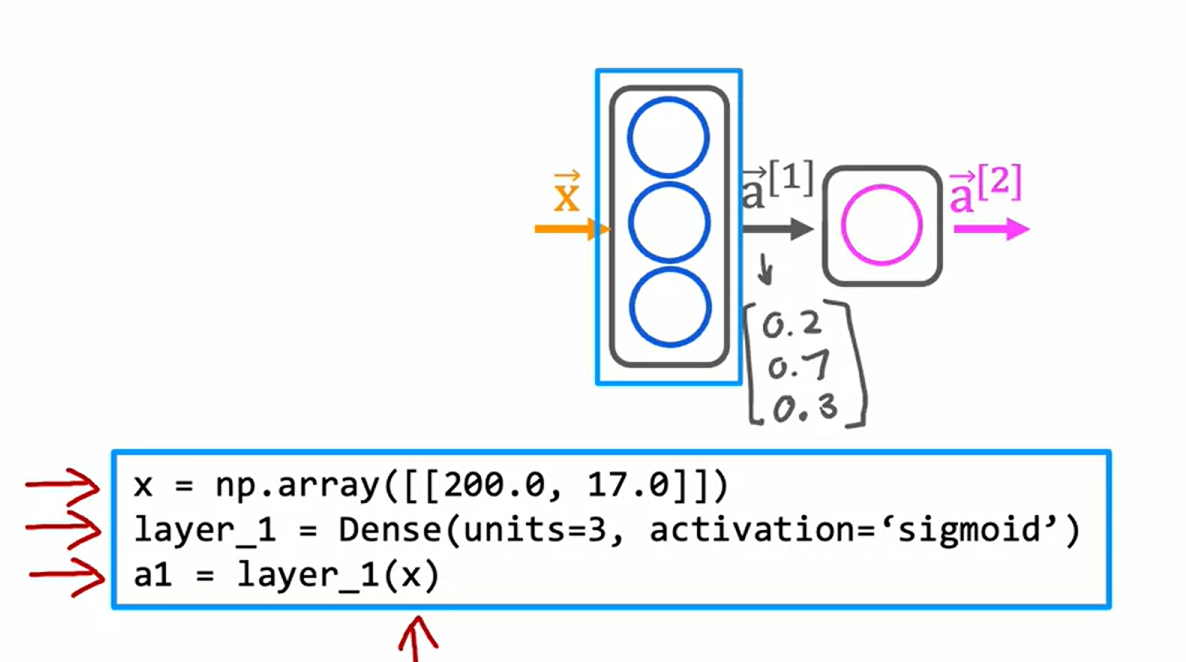 x⃗
a⃗[1]
a⃗[2]
0.2
0.7
0.3
x = np.array([[200.0, 17.0]])
layer_1 = Dense(units=3, activation=‘sigmoid’)
a1 = layer_1(x)